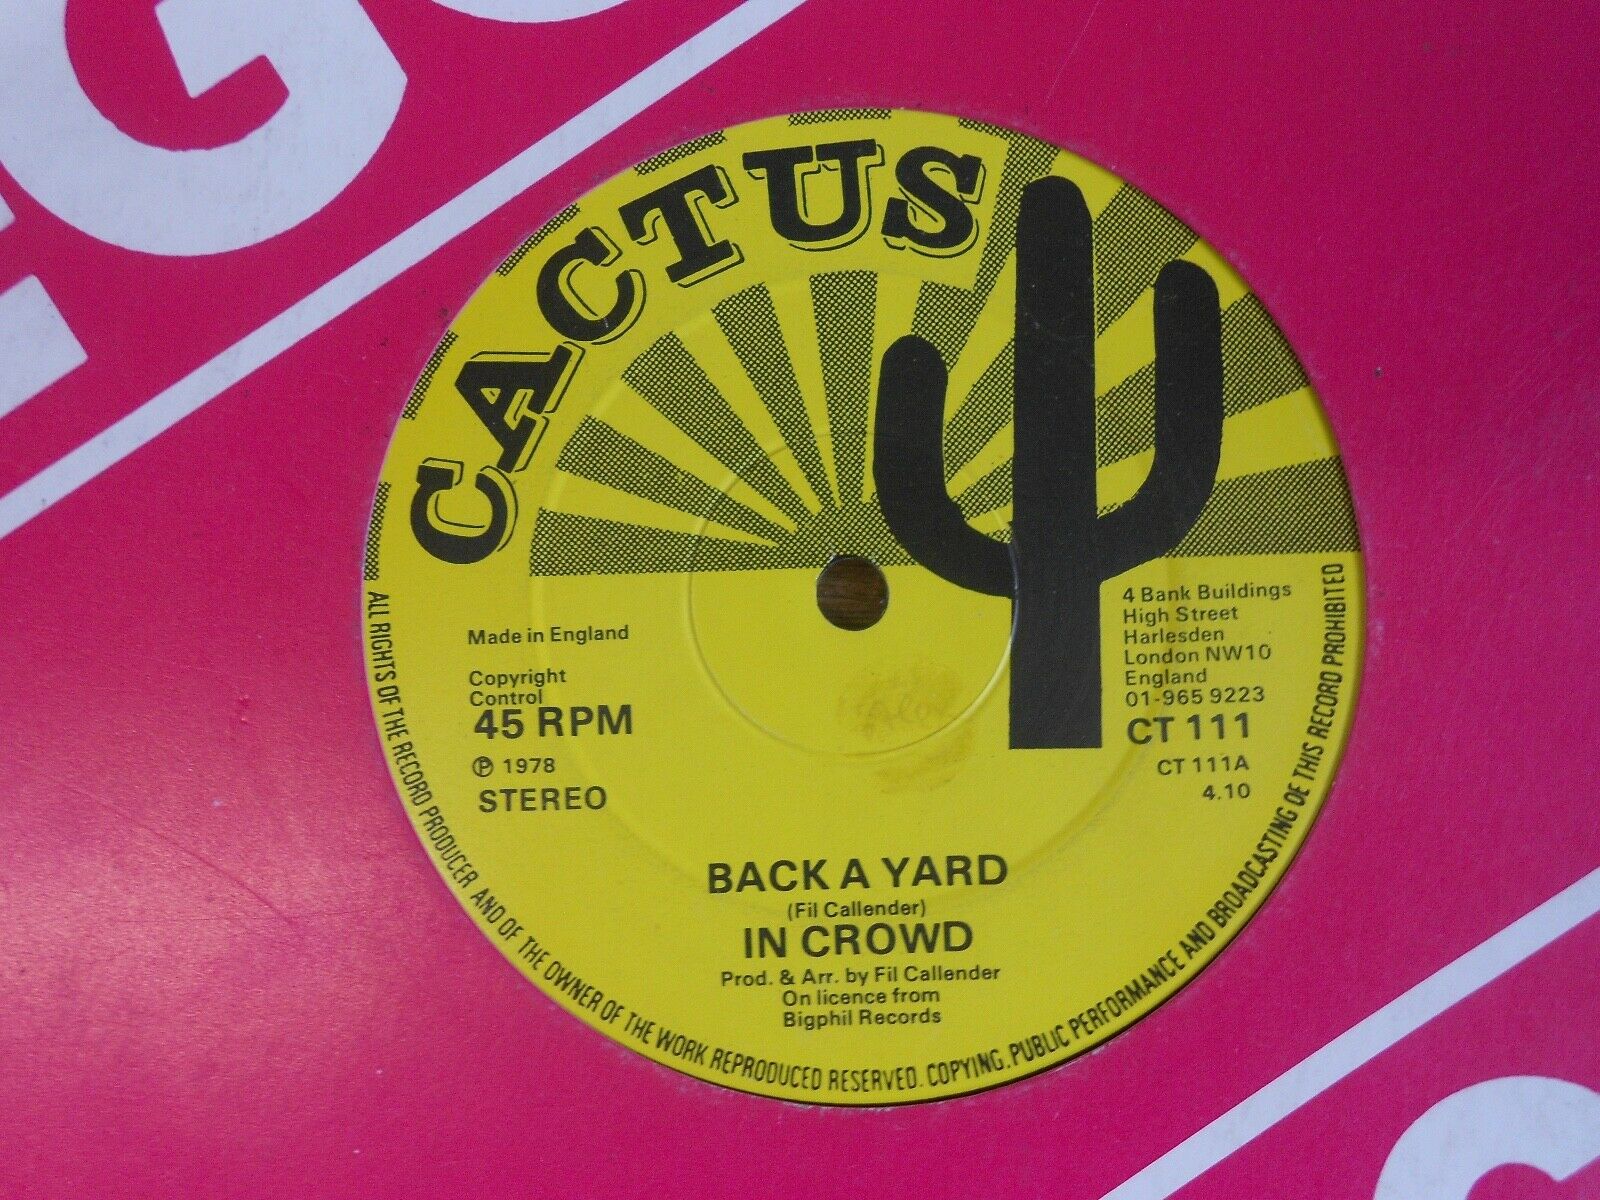 CACTUS
Made in England
Copyright
Control
45 RPM
℗ 1978
STEREO
4 Bank Buildings
High Street
Harlesden
London NW10
England
01-965 9223
CT 111
CT 111A
4.10
BACK A YARD
(Fil Callender)
IN CROWD
Prod. & Arr. by Fil Callender
On licence from
Bigphil Records
ALL RIGHTS OF THE RECORD PRODUCER AND OF THE OWNER OF THE WORK REPRODUCED RESERVED. COPYING. PUBLIC PERFORMANCE AND BROADCASTING OE THIS RECORD PROHIBITED